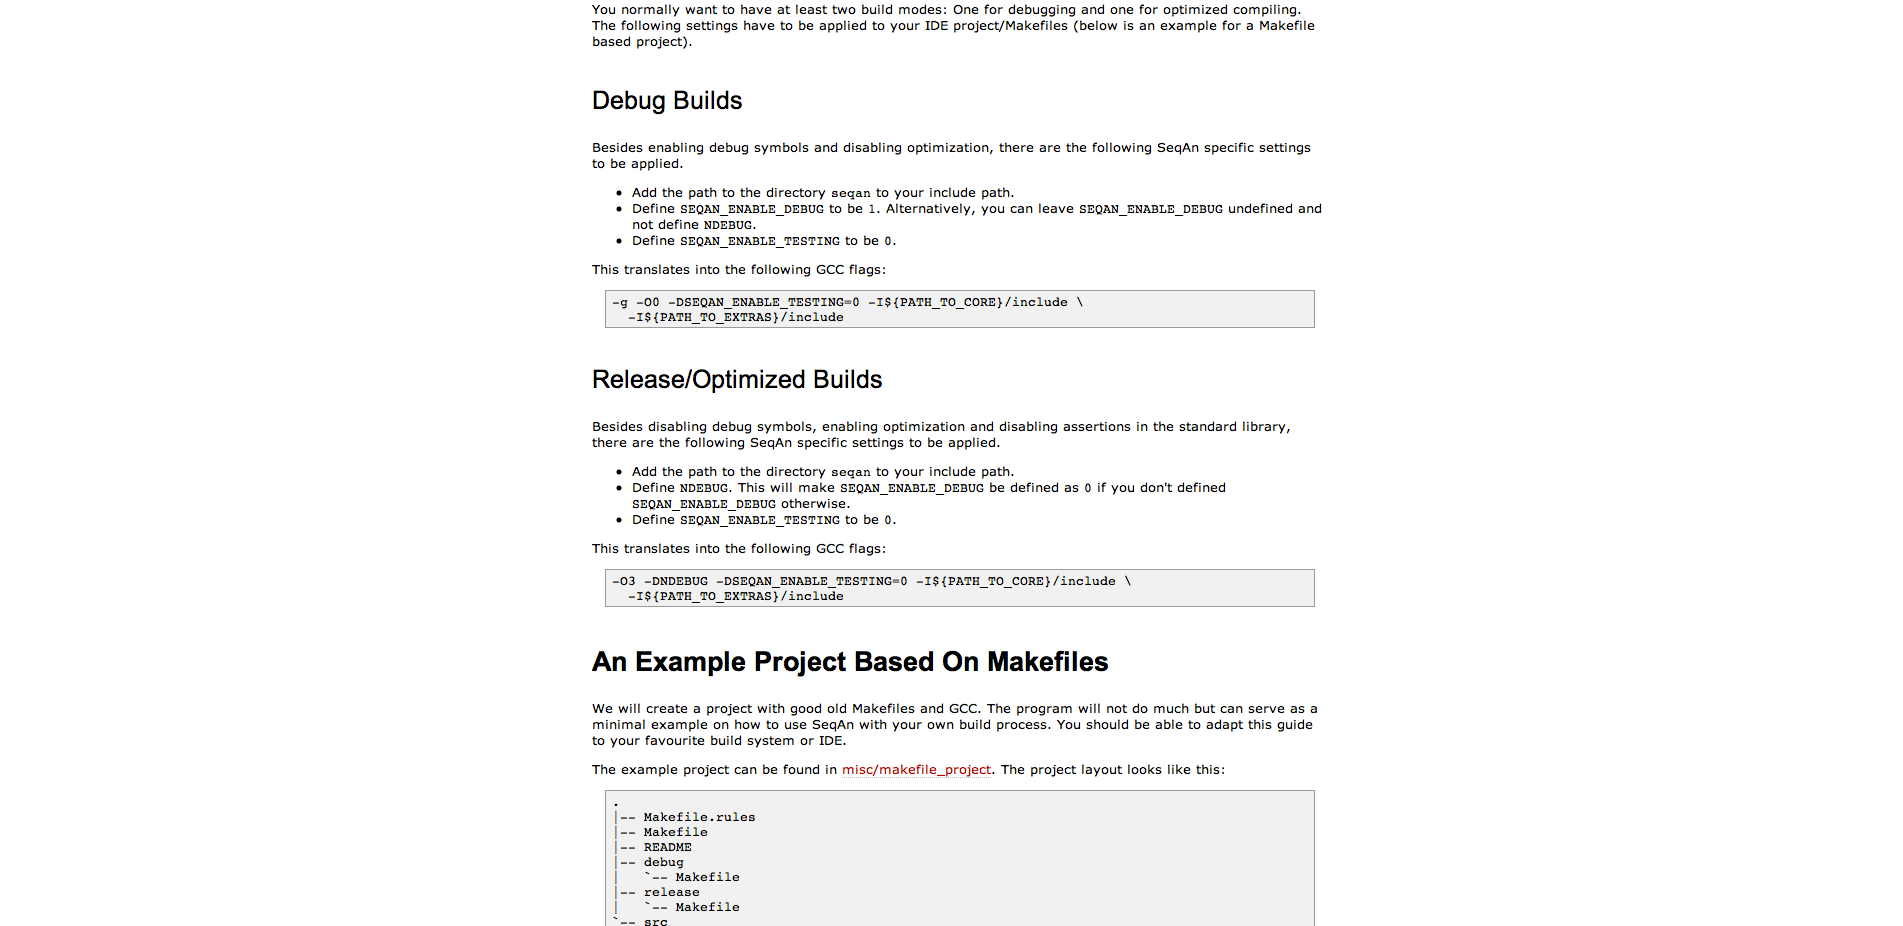 You normally want to have at least two build modes: One for debugging and one for optimized compiling.
The following settings have to be applied to your IDE project/Makefiles (below is an example for a Makefile
based project).
Debug Builds
Besides enabling debug symbols and disabling optimization, there are the following SeqAn specific settings
to be applied.
• Add the path to the directory seqan to your include path.
• Define SEQAN_ENABLE_DEBUG to be 1. Alternatively, you can leave SEQAN_ENABLE_DEBUG undefined and
not define NDEBUG.
• Define SEQAN_ENABLE_TESTING to be 0.
This translates into the following GCC flags:
-g -O0 -DSEQAN_ENABLE_TESTING=0 -I${PATH_TO_CORE}/include \
-I${PATH_TO_EXTRAS}/include
Release/Optimized Builds
Besides disabling debug symbols, enabling optimization and disabling assertions in the standard library,
there are the following SeqAn specific settings to be applied.
• Add the path to the directory seqan to your include path.
• Define NDEBUG. This will make SEQAN_ENABLE_DEBUG be defined as 0 if you don't defined
SEQAN_ENABLE_DEBUG otherwise.
• Define SEQAN_ENABLE_TESTING to be 0.
This translates into the following GCC flags:
-O3 -DNDEBUG -DSEQAN_ENABLE_TESTING=0 -I${PATH_TO_CORE}/include \
-I${PATH_TO_EXTRAS}/include
An Example Project Based On Makefiles
We will create a project with good old Makefiles and GCC. The program will not do much but can serve as a
minimal example on how to use SeqAn with your own build process. You should be able to adapt this guide
to your favourite build system or IDE.
The example project can be found in misc/makefile_project. The project layout looks like this:
.
|-- Makefile.rules
|-- Makefile
|-- README
|-- debug
|   `-- Makefile
|-- release
|   `-- Makefile
`-- src